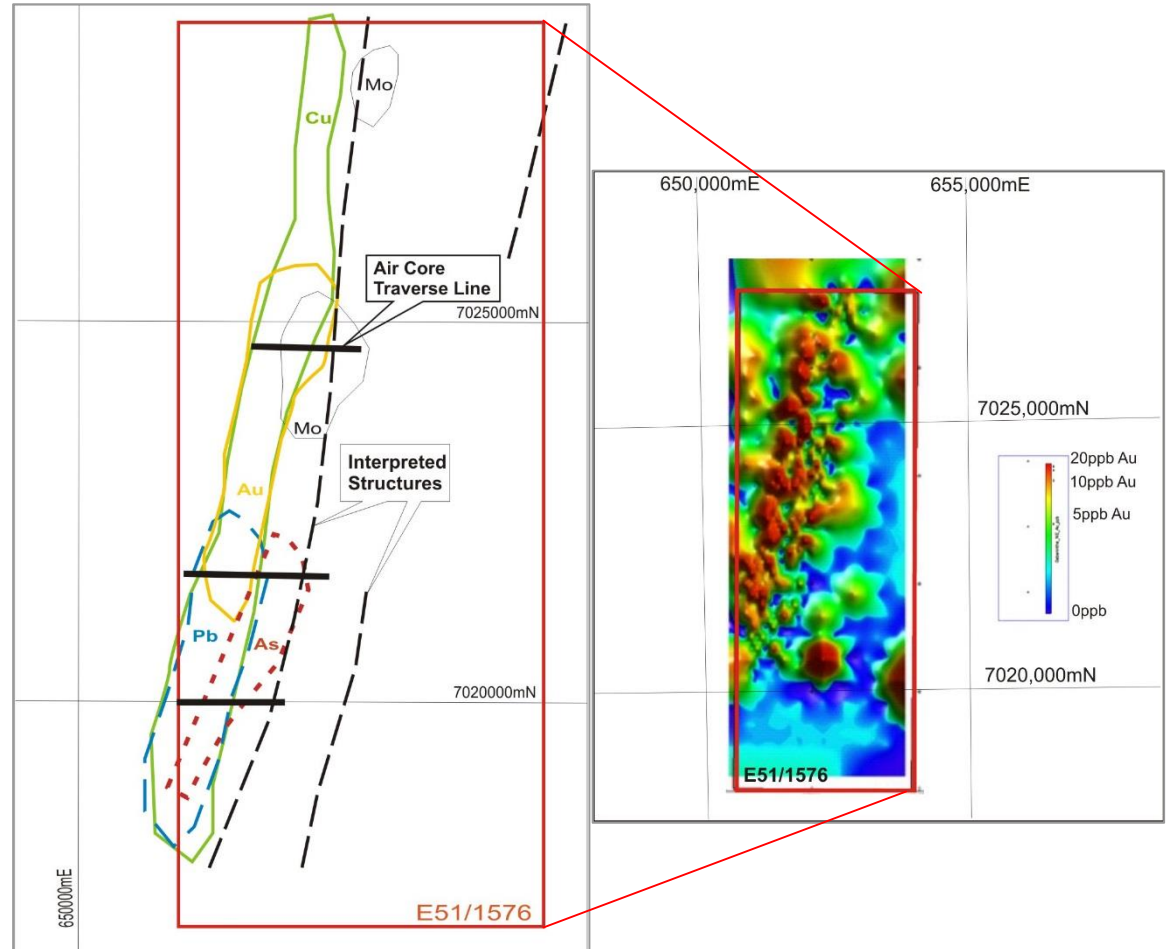 Mo
Cu
Air Core
Traverse Line
7025000mN
Mo
Interpreted
Structures
Au
Pb
As
7020000mN
650000mE
E51/1576
650,000mE
655,000mE
7025,000mN
20ppb Au
10ppb Au
5ppb Au
0ppb
7020,000mN
E51/1576